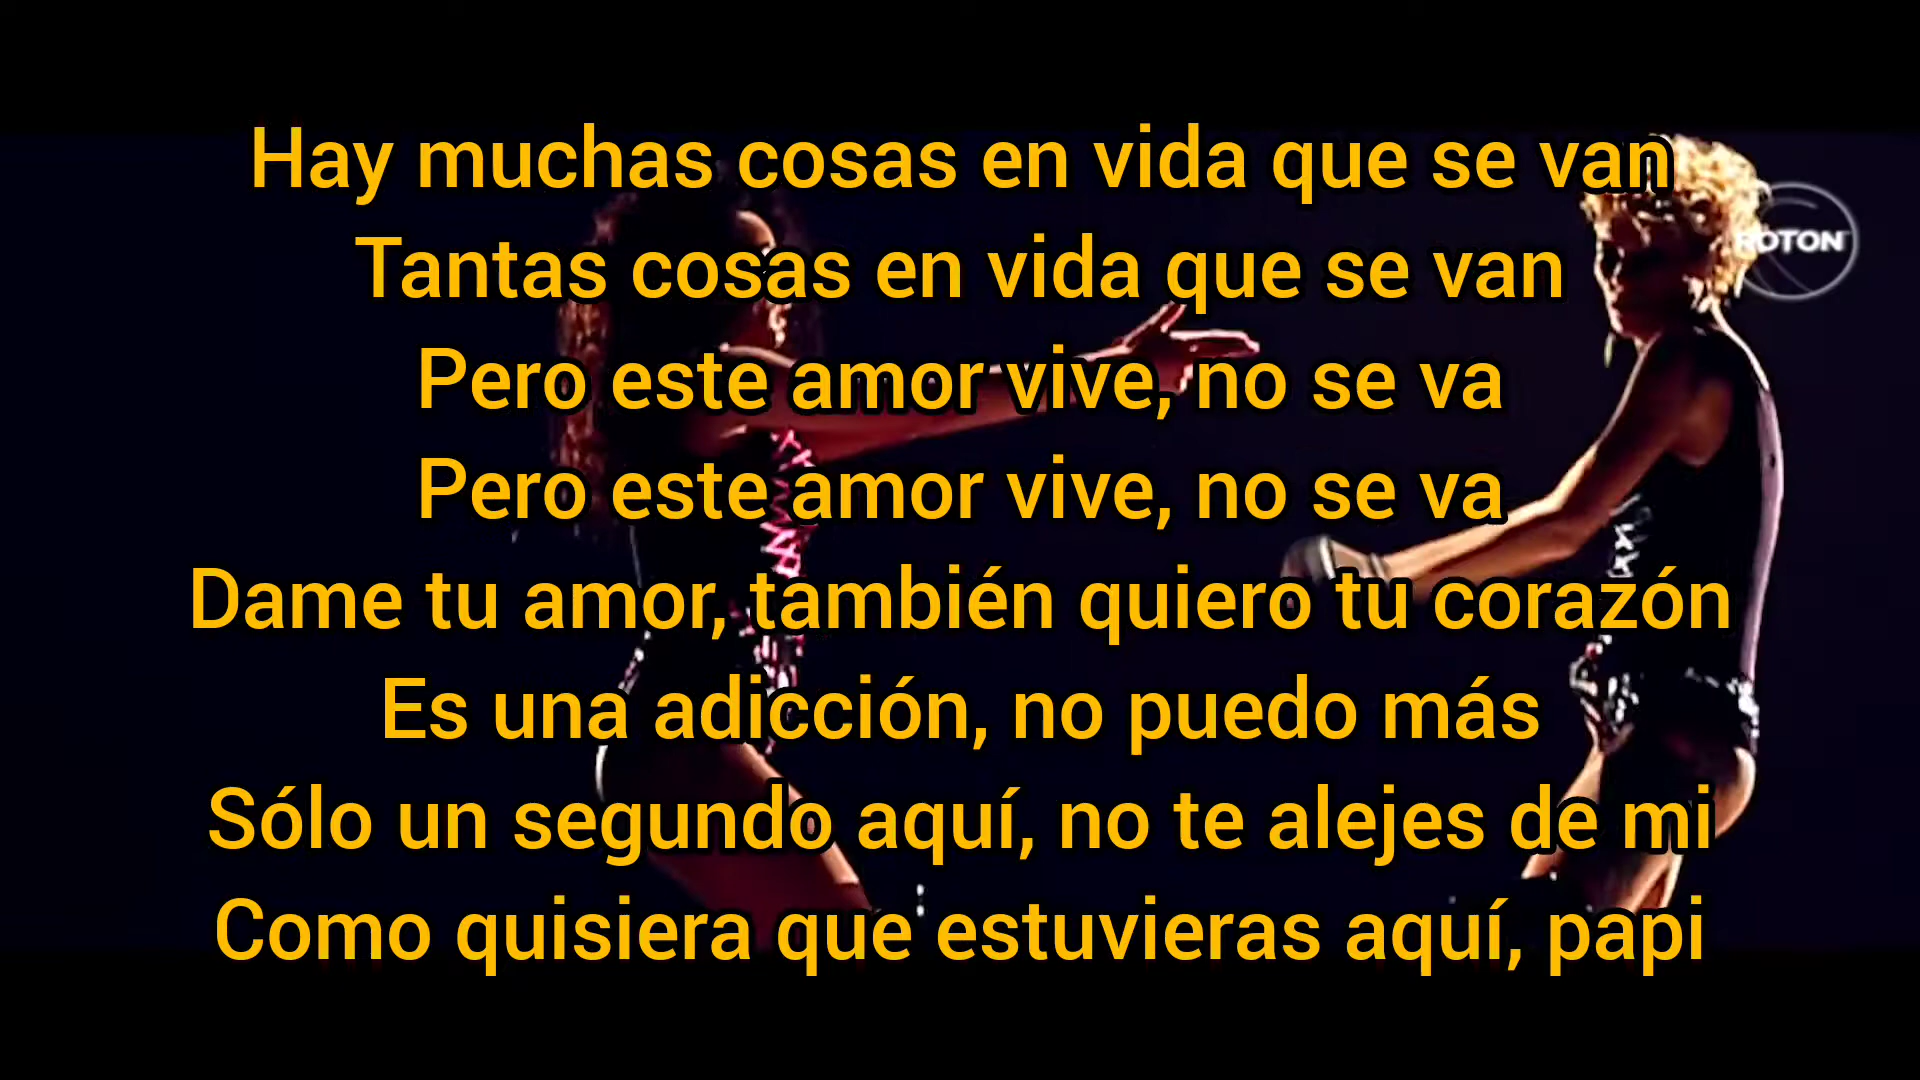 Hay muchas cosas en vida que se van
Tantas cosas en vida que se van
Pero este amor vive, no se va
Pero este amor vive, no se va
Dame tu amor, también quiero tu corazón
Es una adicción, no puedo más
Sólo un segundo aquí, no te alejes de mi
Como quisiera que estuvieras aquí, papi
ROTON